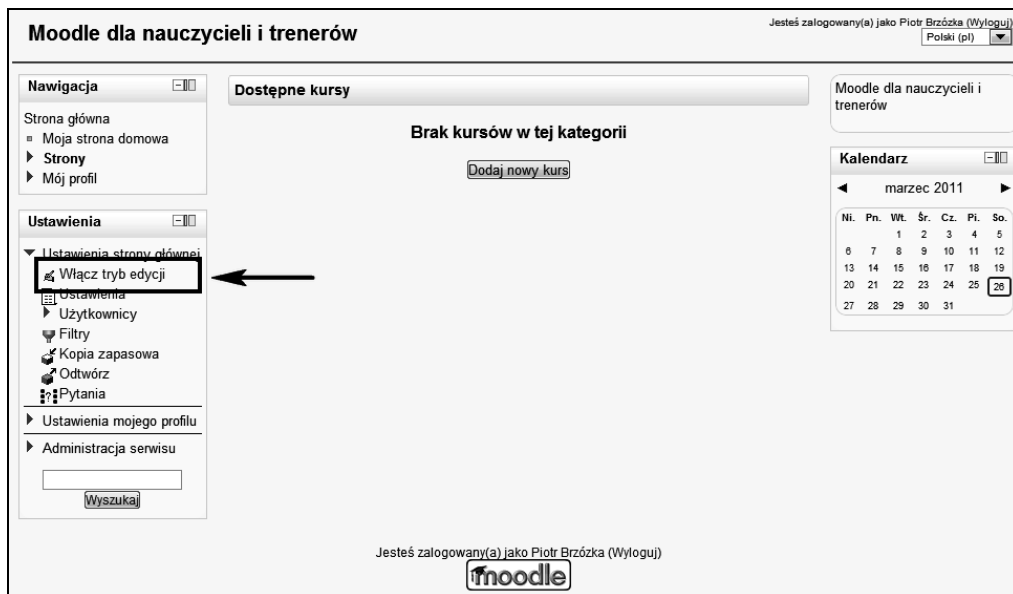 Moodle dla nauczycieli i trenerów
Jesteś zalogowany(a) jako Piotr Brzózka (Wyloguj)
Polski (pl)
Nawigacja
Strona główna
Moja strona domowa
Strony
Mój profil
Ustawienia
Ustawienia strony głównej
Włącz tryb edycji
Ustawienia
Użytkownicy
Filtry
Kopia zapasowa
Odtwórz
Pytania
Ustawienia mojego profilu
Administracja serwisu
Wyszukaj
Dostępne kursy
Brak kursów w tej kategorii
Dodaj nowy kurs
Moodle dla nauczycieli i
trenerów
Kalendarz
◄ marzec 2011 ►
Ni. Pn. Wt. Śr. Cz. Pi. So.
1 2 3 4 5
6 7 8 9 10 11 12
13 14 15 16 17 18 19
20 21 22 23 24 25 26
27 28 29 30 31
Jesteś zalogowany(a) jako Piotr Brzózka (Wyloguj)
moodle